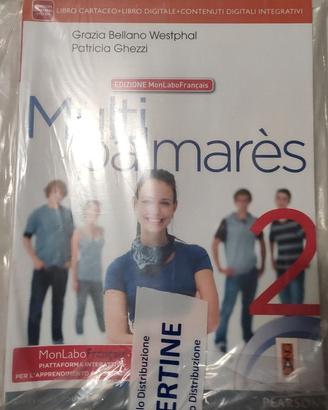 LIBRO CARTACEO • LIBRO DIGITALE • CONTENUTI DIGITALI INTEGRATIVI
Grazia Bellano Westphal
Patricia Ghezzi
EDIZIONE MonLaboFrançais
Multi
palmarès
2
MonLabo
PIATTAFORMA
PER L'APPRENDIMENTO
Distribuzione
ERTINE
lo Distribuzione
PEARSON